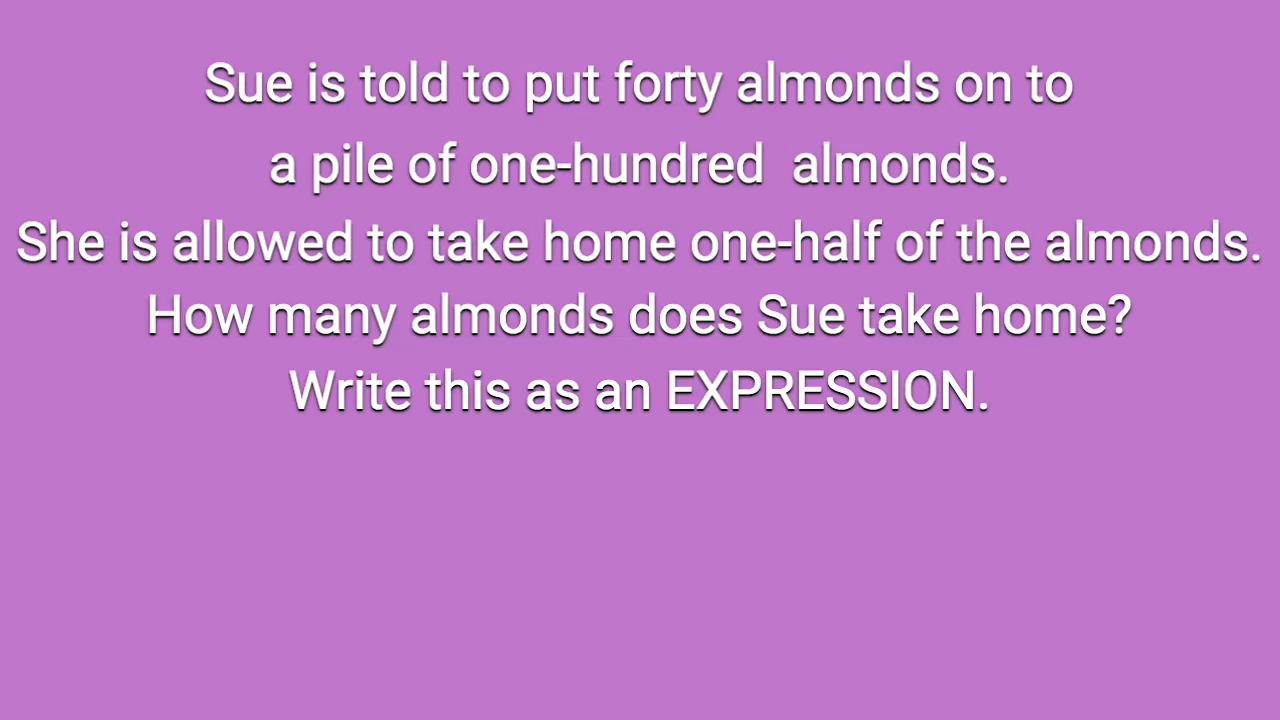 Sue is told to put forty almonds on to
a pile of one-hundred  almonds.
She is allowed to take home one-half of the almonds.
How many almonds does Sue take home?
Write this as an EXPRESSION.